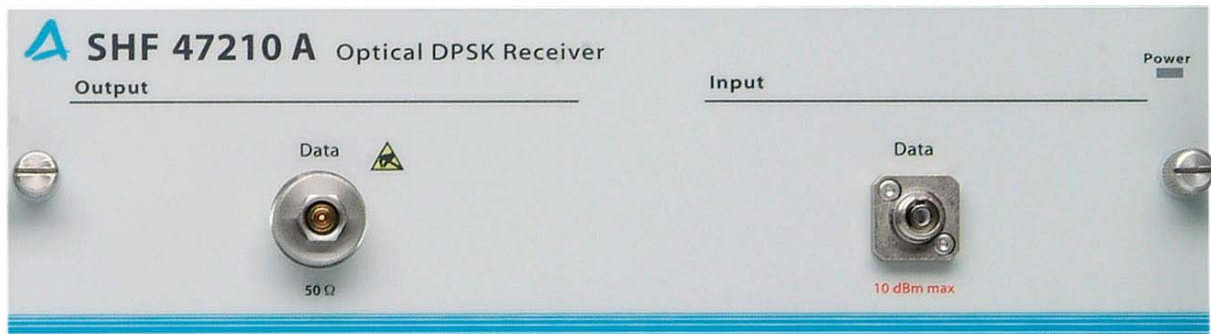 SHF 47210 A Optical DPSK Receiver
Power
Output
Input
Data
Data
50 Ω
10 dBm max